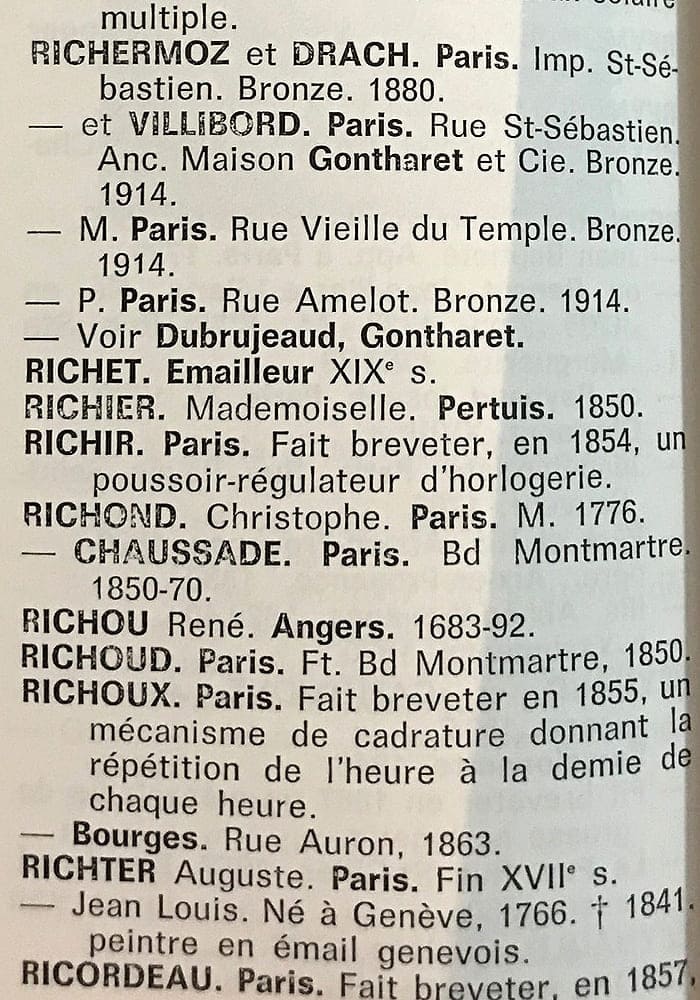 multiple.
RICHERMOZ et DRACH. Paris. Imp. St-Sé-
bastien. Bronze. 1880.
— et VILLIBORD. Paris. Rue St-Sébastien.
Anc. Maison Gontharet et Cie. Bronze.
1914.
— M. Paris. Rue Vieille du Temple. Bronze.
1914.
— P. Paris. Rue Amelot. Bronze. 1914.
— Voir Dubrujeaud, Gontharet.
RICHET. Emailleur XIXe s.
RICHIER. Mademoiselle. Pertuis. 1850.
RICHIR. Paris. Fait breveter, en 1854, un
poussoir-régulateur d'horlogerie.
RICHOND. Christophe. Paris. M. 1776.
— CHAUSSADE. Paris. Bd Montmartre.
1850-70.
RICHOU René. Angers. 1683-92.
RICHOUD. Paris. Ft. Bd Montmartre, 1850.
RICHOUX. Paris. Fait breveter en 1855, un
mécanisme de cadrature donnant la
répétition de l'heure à la demie de
chaque heure.
— Bourges. Rue Auron, 1863.
RICHTER Auguste. Paris. Fin XVIIe s.
— Jean Louis. Né à Genève, 1766. † 1841.
peintre en émail genevois.
RICORDEAU. Paris. Fait breveter, en 1857,